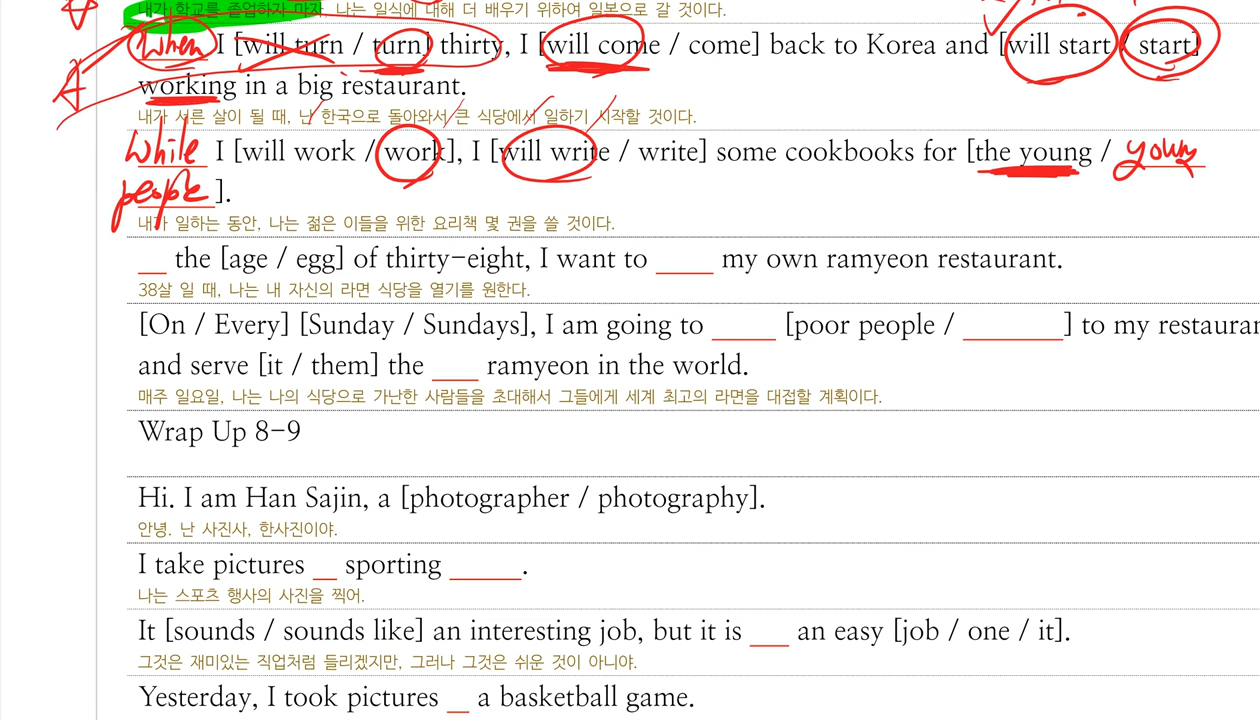 내가 학교를 졸업하자 마자, 나는 일식에 대해 더 배우기 위하여 일본으로 갈 것이다.
When I [will turn / turn] thirty, I [will come / come] back to Korea and [will start / start]
working in a big restaurant.
내가 서른 살이 될 때, 난 한국으로 돌아와서 큰 식당에서 일하기 시작할 것이다.
While I [will work / work], I [will write / write] some cookbooks for [the young / young
people ].
내가 일하는 동안, 나는 젊은 이들을 위한 요리책 몇 권을 쓸 것이다.
__ the [age / egg] of thirty-eight, I want to ____ my own ramyeon restaurant.
38살 일 때, 나는 내 자신의 라면 식당을 열기를 원한다.
[On / Every] [Sunday / Sundays], I am going to ____ [poor people / _______] to my restauran
and serve [it / them] the ___ ramyeon in the world.
매주 일요일, 나는 나의 식당으로 가난한 사람들을 초대해서 그들에게 세계 최고의 라면을 대접할 계획이다.
Wrap Up 8-9
Hi. I am Han Sajin, a [photographer / photography].
안녕. 난 사진사, 한사진이야.
I take pictures __ sporting _____.
나는 스포츠 행사의 사진을 찍어.
It [sounds / sounds like] an interesting job, but it is ___ an easy [job / one / it].
그것은 재미있는 직업처럼 들리겠지만, 그러나 그것은 쉬운 것이 아니야.
Yesterday, I took pictures __ a basketball game.